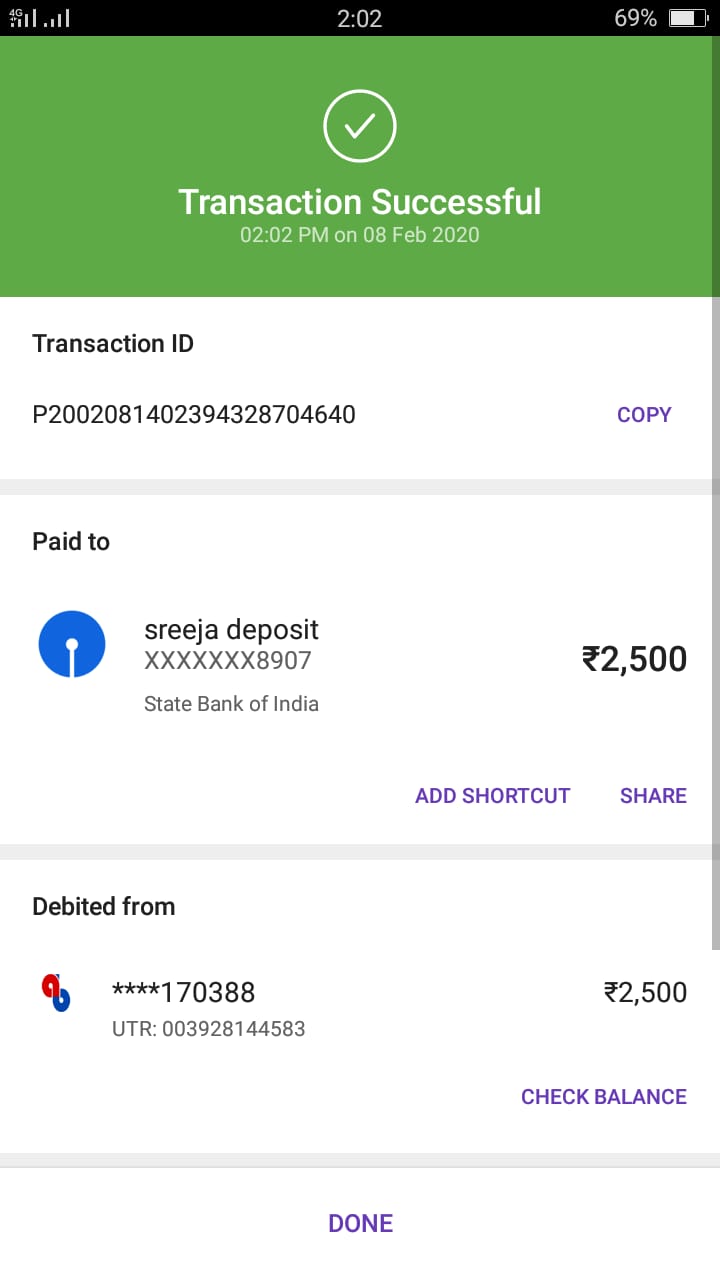 4G 2:02 69%
Transaction Successful
02:02 PM on 08 Feb 2020
Transaction ID
P2002081402394328704640 COPY
Paid to
sreeja deposit
XXXXXXX8907
₹2,500
State Bank of India
ADD SHORTCUT SHARE
Debited from
****170388 ₹2,500
UTR: 003928144583
CHECK BALANCE
DONE